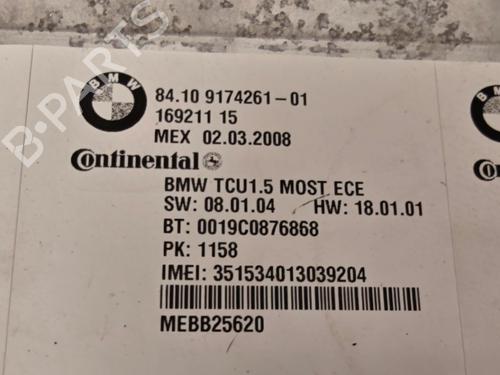 B-PARTS
BMW
84.10 9174261-01
169211 15
MEX 02.03.2008
Continental
BMW TCU1.5 MOST ECE
SW: 08.01.04 HW: 18.01.01
BT: 0019C0876868
PK: 1158
IMEI: 351534013039204
MEBB25620